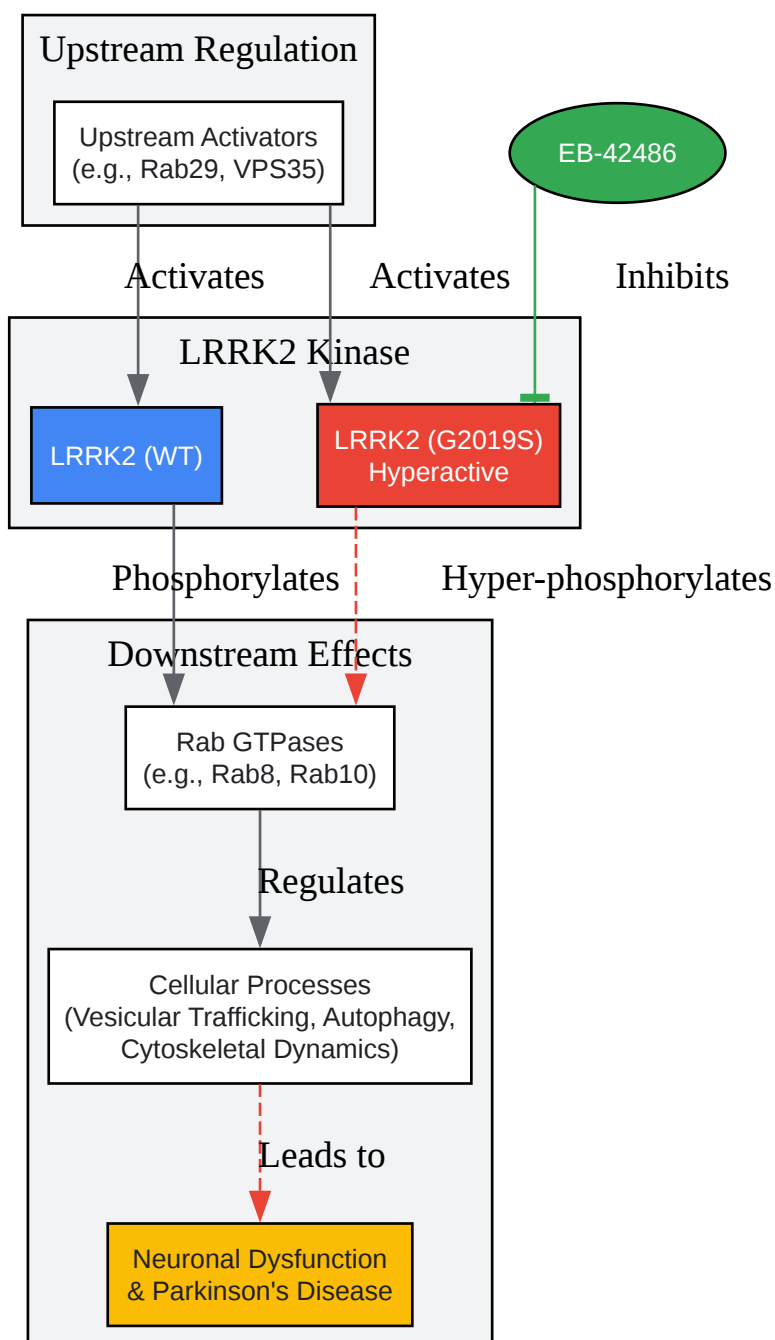 Upstream Regulation
Upstream Activators
(e.g., Rab29, VPS35)
EB-42486
Activates
Activates
Inhibits
LRRK2 Kinase
LRRK2 (WT)
LRRK2 (G2019S)
Hyperactive
Phosphorylates
Hyper-phosphorylates
Downstream Effects
Rab GTPases
(e.g., Rab8, Rab10)
Regulates
Cellular Processes
(Vesicular Trafficking, Autophagy,
Cytoskeletal Dynamics)
Leads to
Neuronal Dysfunction
& Parkinson's Disease